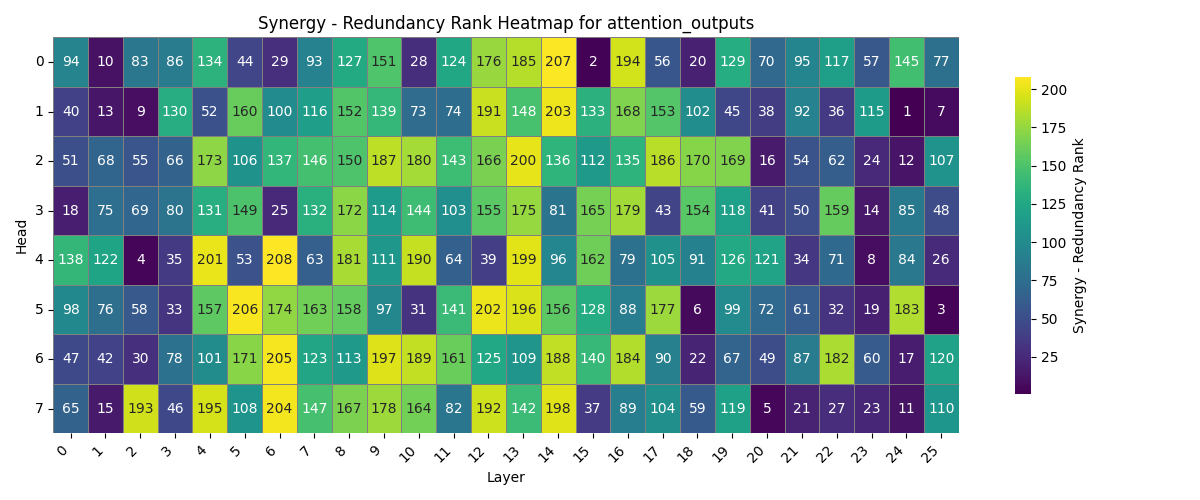 Synergy - Redundancy Rank Heatmap for attention_outputs
0 94 10 83 86 134 44 29 93 127 151 28 124 176 185 207 2 194 56 20 129 70 95 117 57 145 77
1 40 13 9 130 52 160 100 116 152 139 73 74 191 148 203 133 168 153 102 45 38 92 36 115 1 7
2 51 68 55 66 173 106 137 146 150 187 180 143 166 200 136 112 135 186 170 169 16 54 62 24 12 107
3 18 75 69 80 131 149 25 132 172 114 144 103 155 175 81 165 179 43 154 118 41 50 159 14 85 48
4 138 122 4 35 201 53 208 63 181 111 190 64 39 199 96 162 79 105 91 126 121 34 71 8 84 26
5 98 76 58 33 157 206 174 163 158 97 31 141 202 196 156 128 88 177 6 99 72 61 32 19 183 3
6 47 42 30 78 101 171 205 123 113 197 189 161 125 109 188 140 184 90 22 67 49 87 182 60 17 120
7 65 15 193 46 195 108 204 147 167 178 164 82 192 142 198 37 89 104 59 119 5 21 27 23 11 110
0 1 2 3 4 5 6 7 8 9 10 11 12 13 14 15 16 17 18 19 20 21 22 23 24 25
Layer
Head
200
175
150
125
100
75
50
25
Synergy - Redundancy Rank